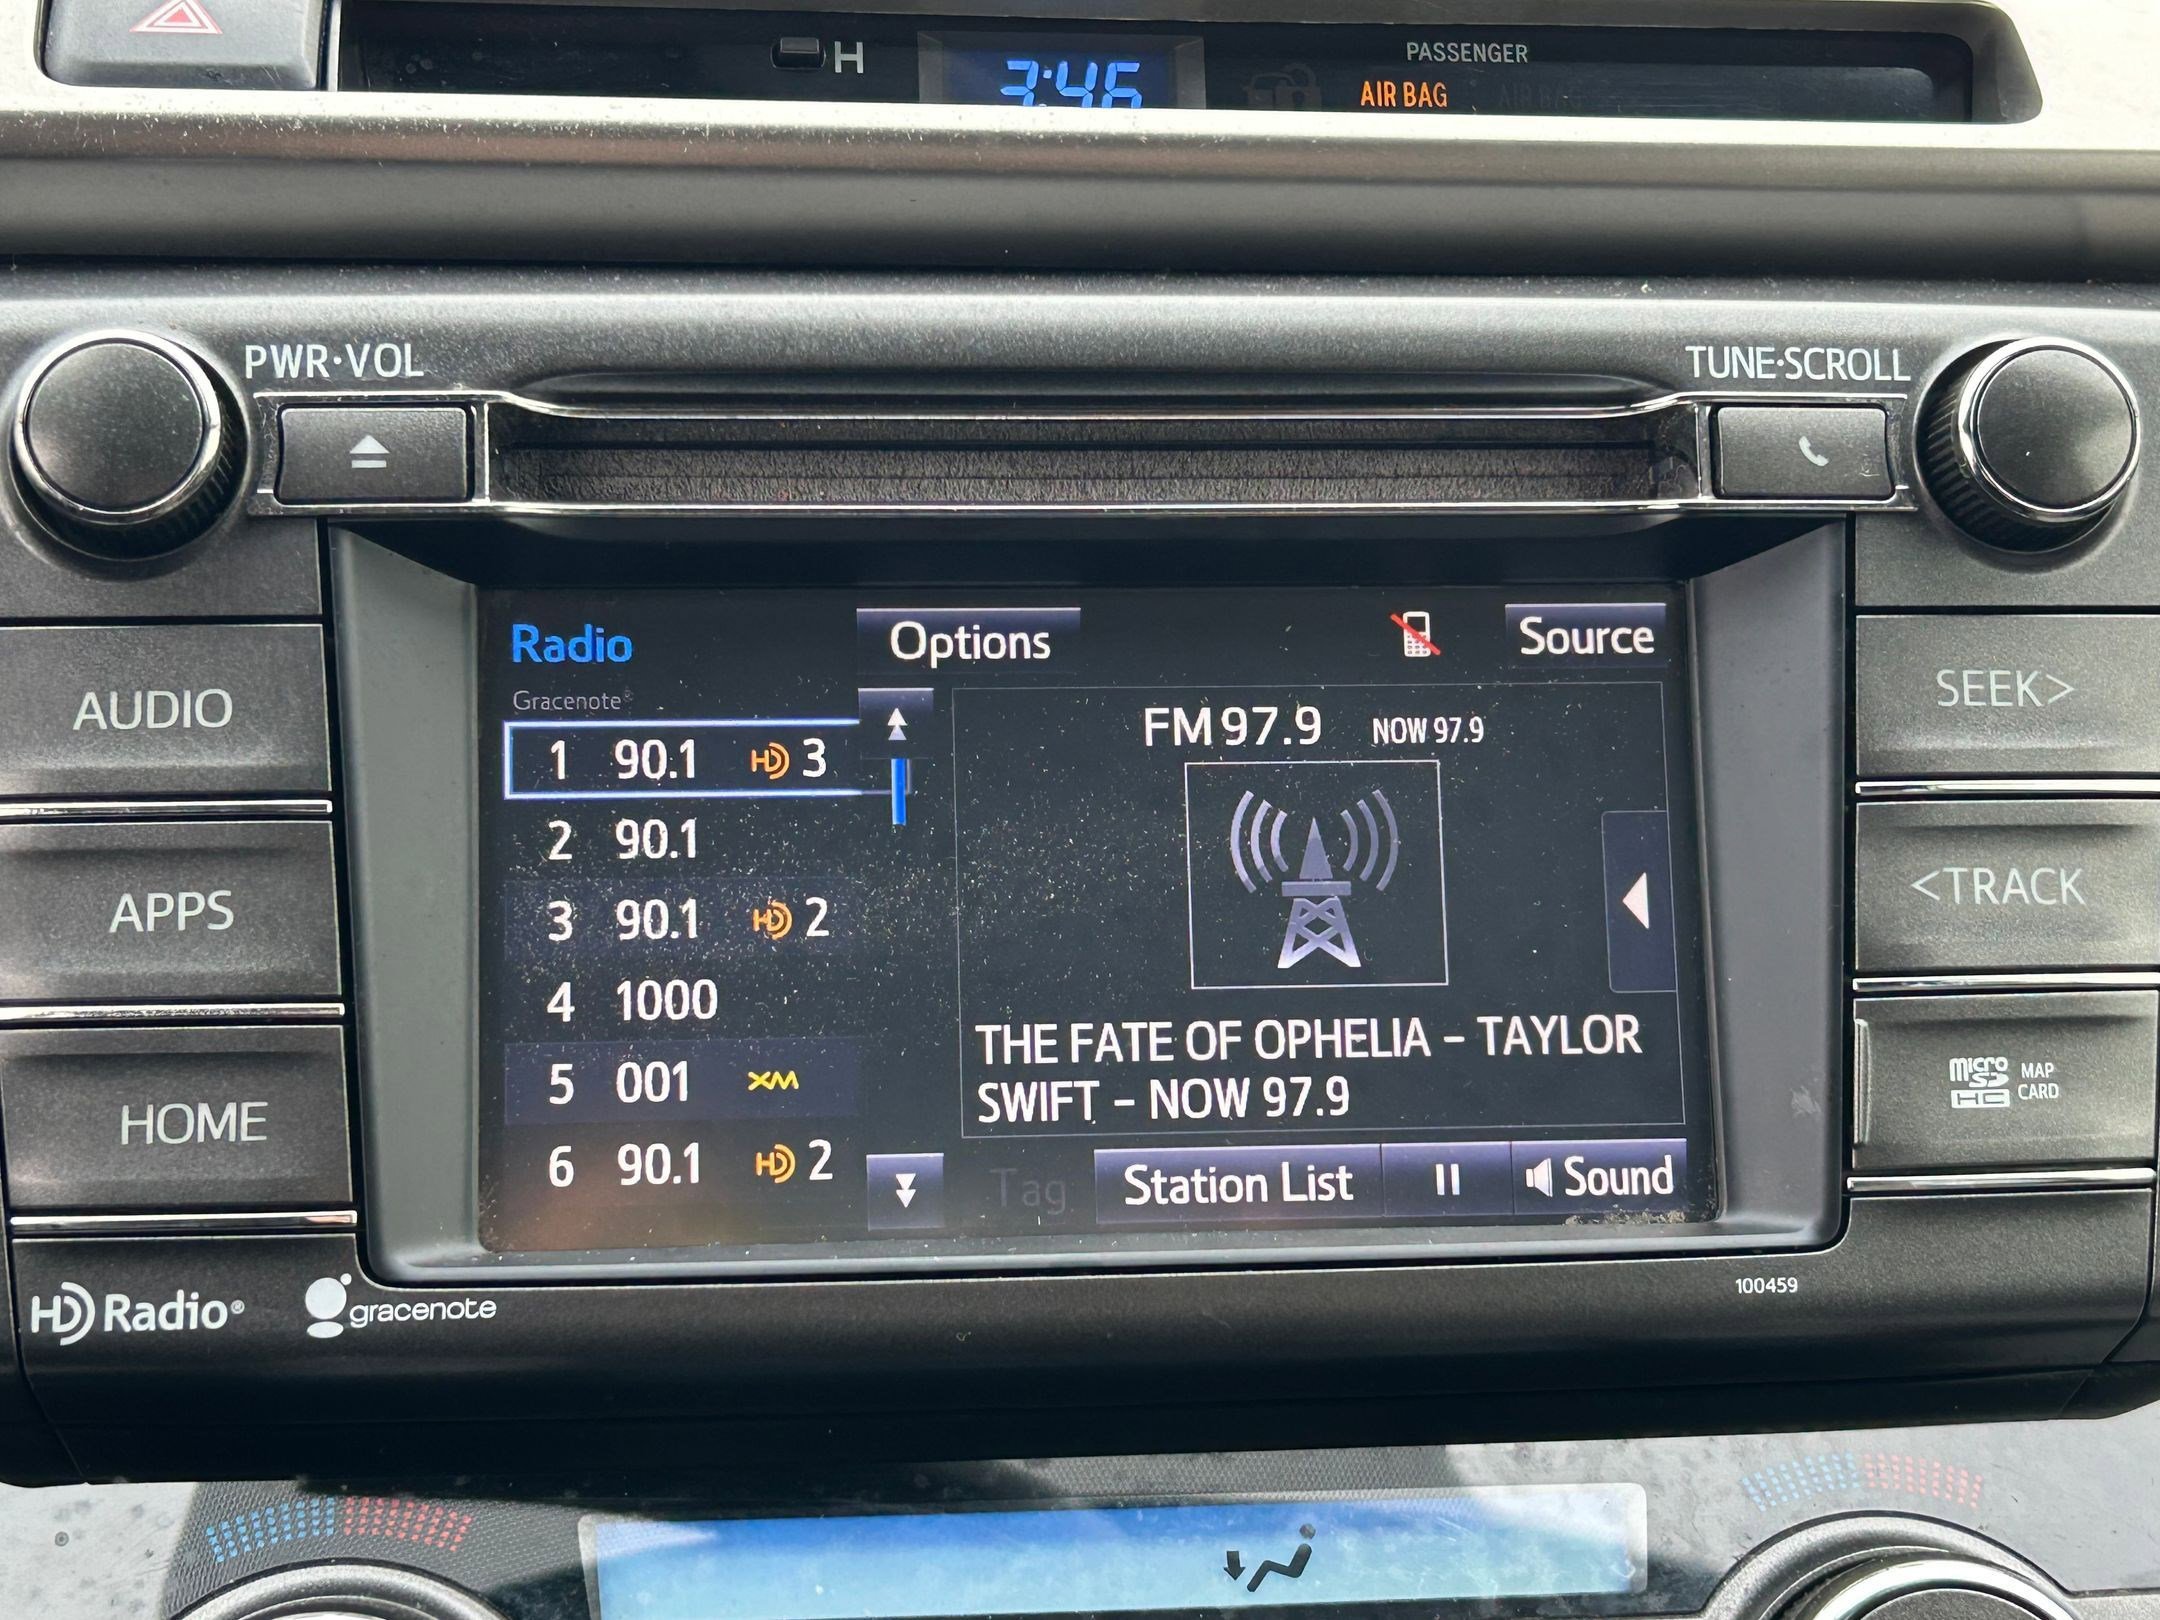 H
3:46
PASSENGER
AIR BAG
AIR BAG
PWR·VOL
TUNE·SCROLL
AUDIO
APPS
HOME
SEEK>
<TRACK
micro SD HC
MAP CARD
Radio
Options
Source
Gracenote®
1 90.1 HD 3
2 90.1
3 90.1 HD 2
4 1000
5 001 XM
6 90.1 HD 2
FM 97.9 NOW 97.9
THE FATE OF OPHELIA - TAYLOR
SWIFT - NOW 97.9
Tag
Station List
Sound
100459
HD Radio®
gracenote